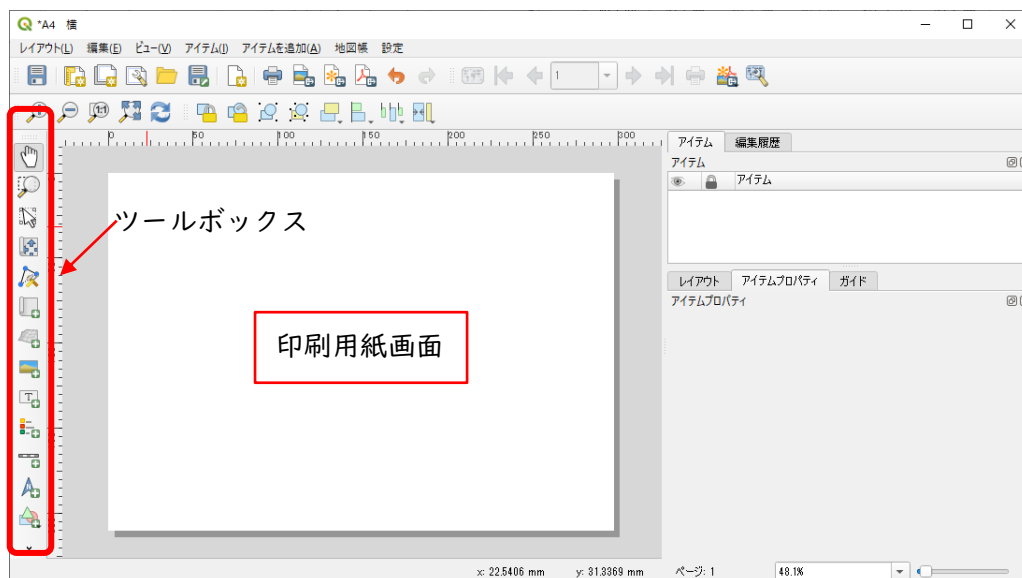 *A4 横
レイアウト(L) 編集(E) ビュー(V) アイテム(I) アイテムを追加(A) 地図帳 設定
1
1:1
0 50 100 150 200 250 300
アイテム 編集履歴
アイテム
アイテム
ツールボックス
レイアウト アイテムプロパティ ガイド
アイテムプロパティ
印刷用紙画面
T
x: 22.5406 mm y: 31.3369 mm ページ: 1 48.1%